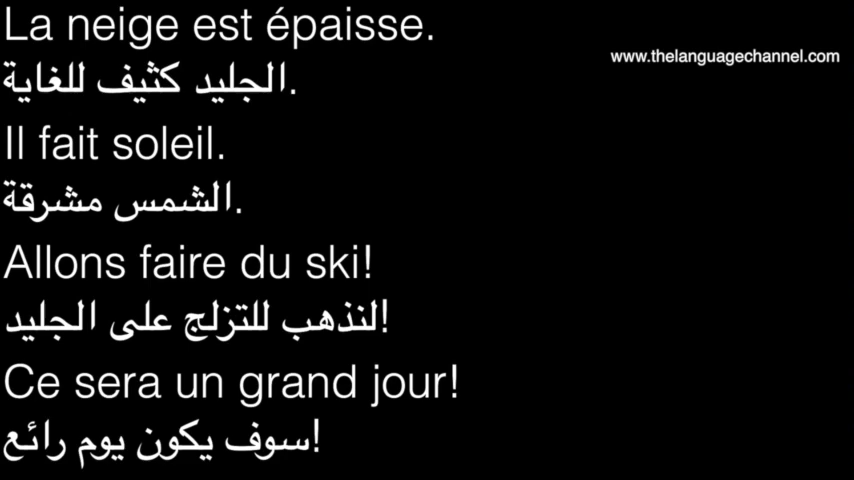 La neige est épaisse.
www.thelanguagechannel.com
الجليد كثيف للغاية.
Il fait soleil.
الشمس مشرقة.
Allons faire du ski!
لنذهب للتزلج على الجليد!
Ce sera un grand jour!
سوف يكون يوم رائع!